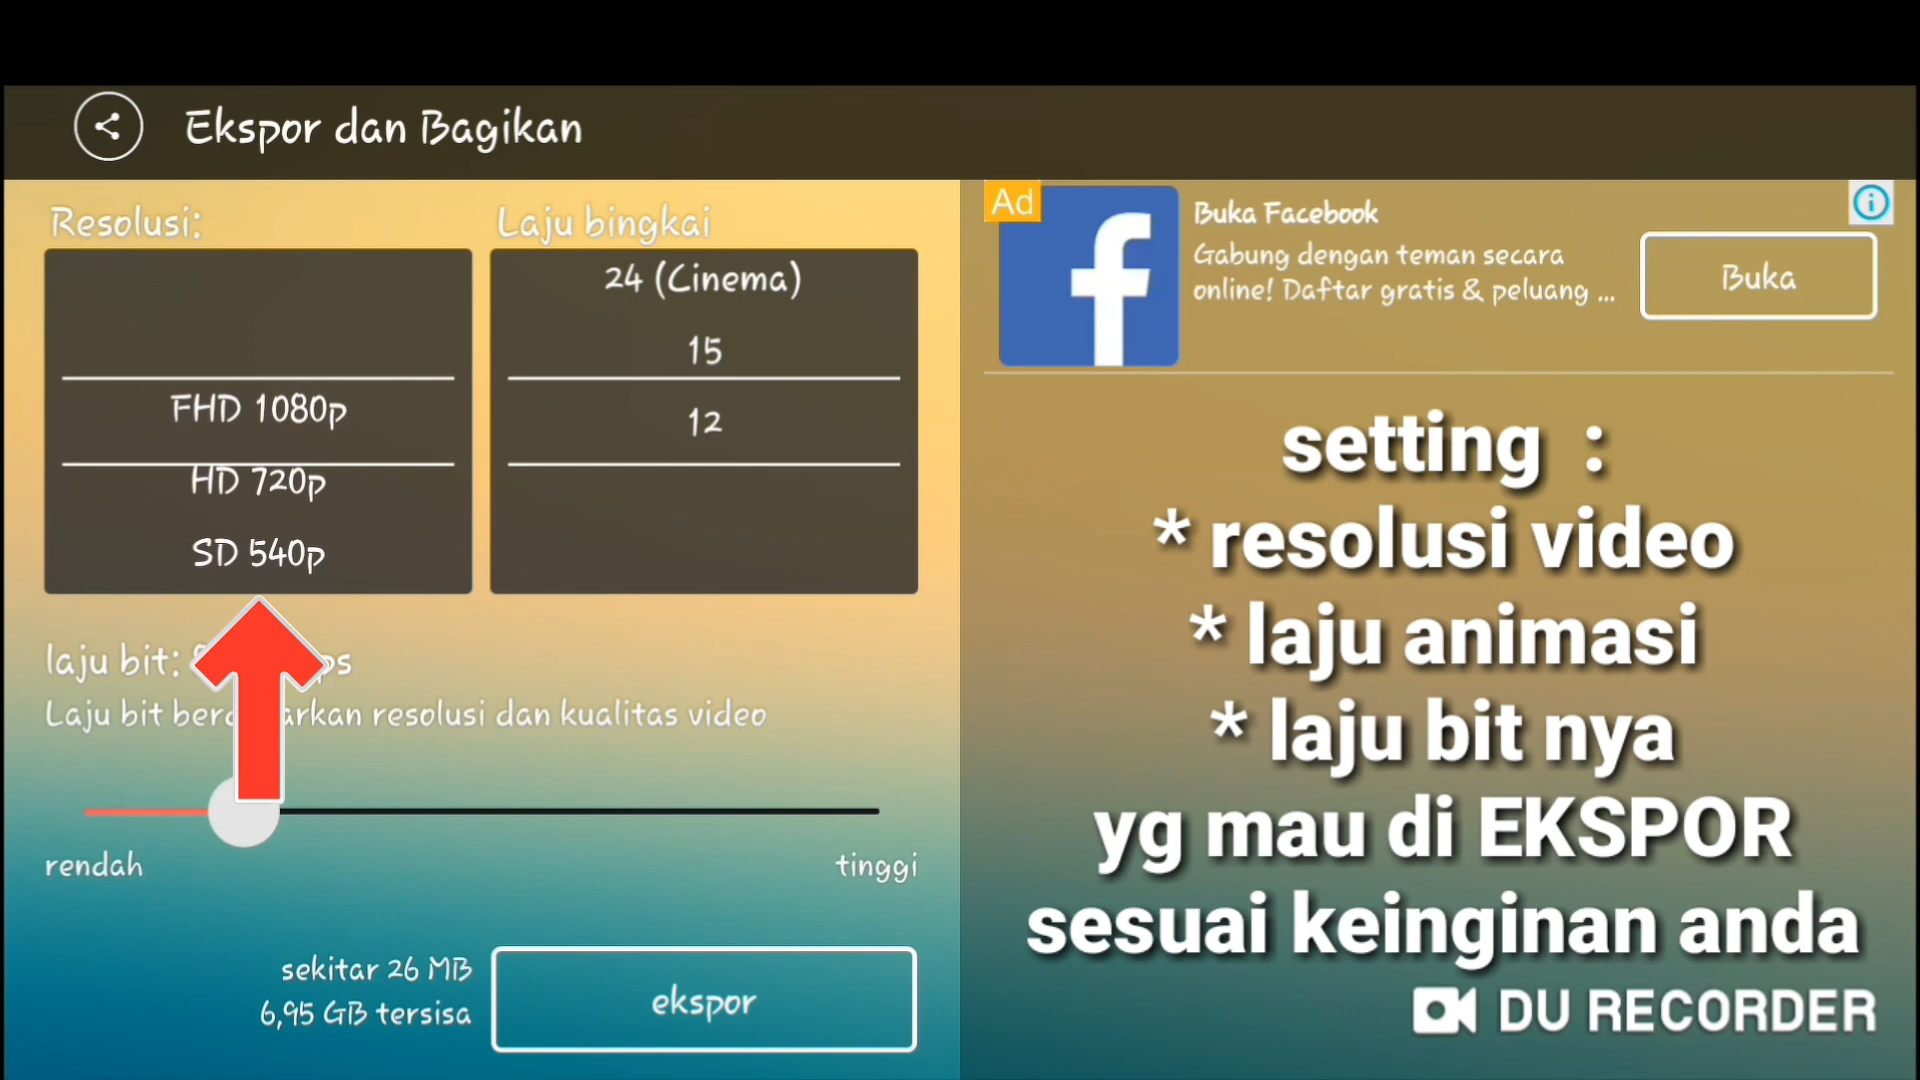 Ekspor dan Bagikan
Resolusi:
FHD 1080p
HD 720p
SD 540p
Laju bingkai
24 (Cinema)
15
12
laju bit:
Laju bit resolusi dan kualitas video
rendah
tinggi
sekitar 26 MB
6,95 GB tersisa
ekspor
Ad
Buka Facebook
Gabung dengan teman secara
online! Daftar gratis & peluang ...
Buka
setting :
* resolusi video
* laju animasi
* laju bit nya
yg mau di EKSPOR
sesuai keinginan anda
DU RECORDER